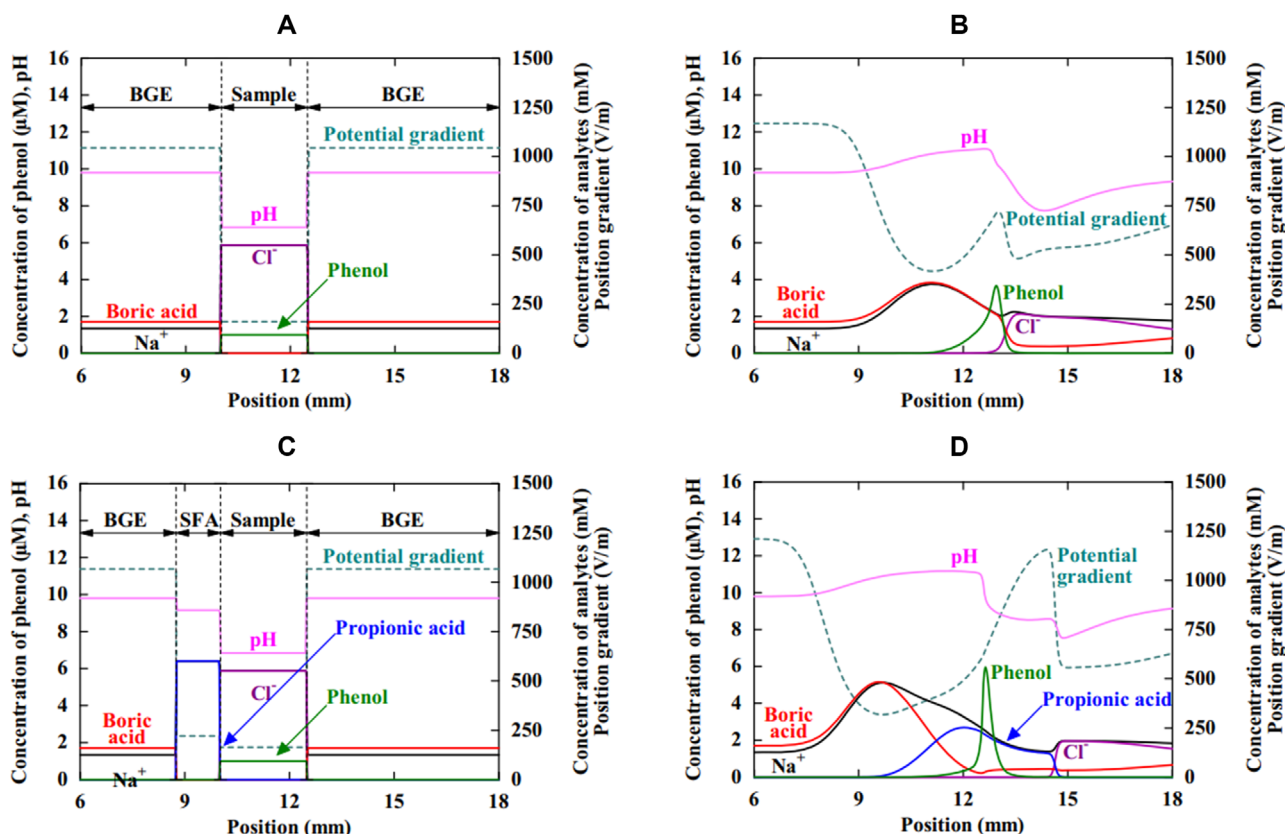 A
Concentration of phenol (µM), pH
16
14
12
10
8
6
4
2
0
BGE
Sample
BGE
Potential gradient
pH
Cl-
Phenol
Boric acid
Na+
6
9
12
15
18
Position (mm)
1500
1250
1000
750
500
250
0
Concentration of analytes (mM)
Position gradient (V/m)
B
Concentration of phenol (µM), pH
16
14
12
10
8
6
4
2
0
pH
Potential gradient
Boric
acid
Phenol
Cl-
Na+
6
9
12
15
18
Position (mm)
1500
1250
1000
750
500
250
0
Concentration of analytes (mM)
Position gradient (V/m)
C
Concentration of phenol (µM), pH
16
14
12
10
8
6
4
2
0
BGE
SFA
Sample
BGE
Potential gradient
Propionic acid
pH
Cl-
Phenol
Boric
acid
Na+
6
9
12
15
18
Position (mm)
1500
1250
1000
750
500
250
0
Concentration of analytes (mM)
Position gradient (V/m)
D
Concentration of phenol (µM), pH
16
14
12
10
8
6
4
2
0
pH
Potential
gradient
Phenol
Propionic acid
Boric
acid
Cl-
Na+
6
9
12
15
18
Position (mm)
1500
1250
1000
750
500
250
0
Concentration of analytes (mM)
Position gradient (V/m)